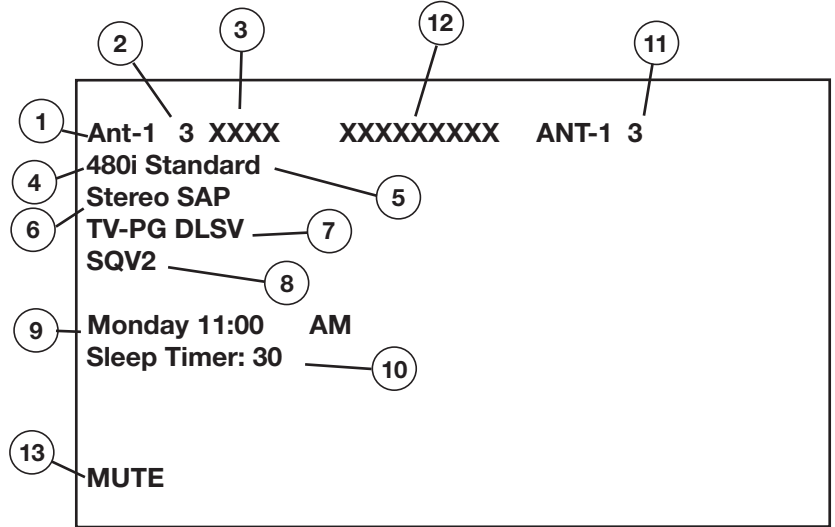 2 3 12 11
1 Ant-1 3 XXXX XXXXXXXXX ANT-1 3
4 480i Standard 5
6 Stereo SAP
TV-PG DLSV 7
SQV2 8
9 Monday 11:00 AM
Sleep Timer: 30 10
13
MUTE